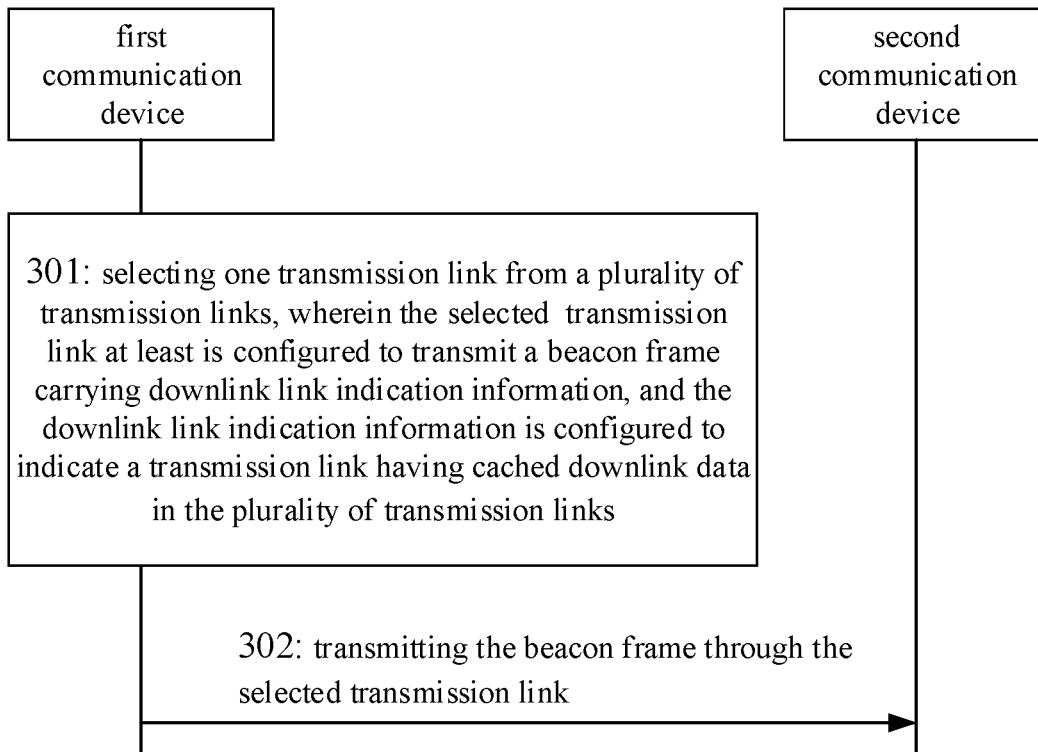 first
communication
device
second
communication
device
301: selecting one transmission link from a plurality of
transmission links, wherein the selected transmission
link at least is configured to transmit a beacon frame
carrying downlink link indication information, and the
downlink link indication information is configured to
indicate a transmission link having cached downlink data
in the plurality of transmission links
302: transmitting the beacon frame through the
selected transmission link